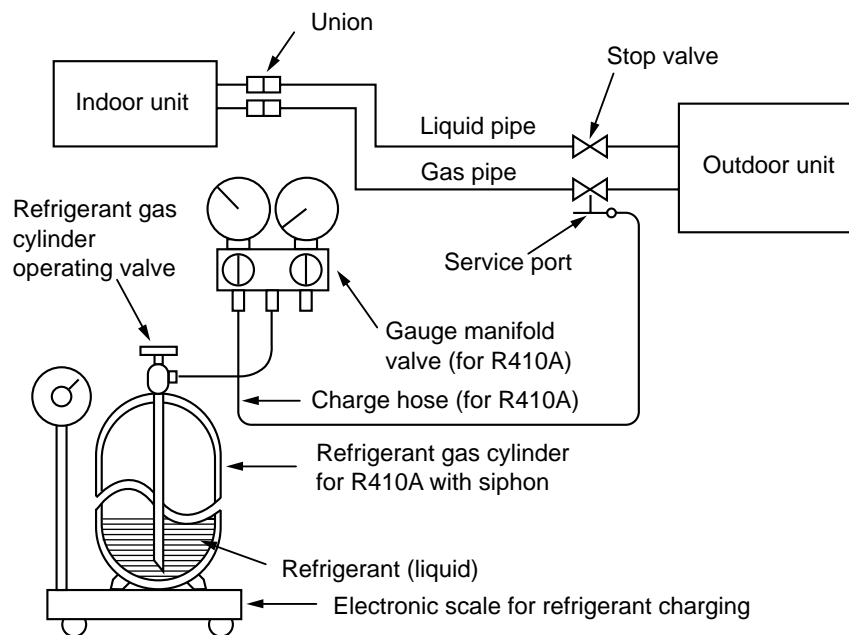 Union
Stop valve
Indoor unit
Liquid pipe
Gas pipe
Outdoor unit
Refrigerant gas
cylinder
operating valve
Service port
Gauge manifold
valve (for R410A)
Charge hose (for R410A)
Refrigerant gas cylinder
for R410A with siphon
Refrigerant (liquid)
Electronic scale for refrigerant charging